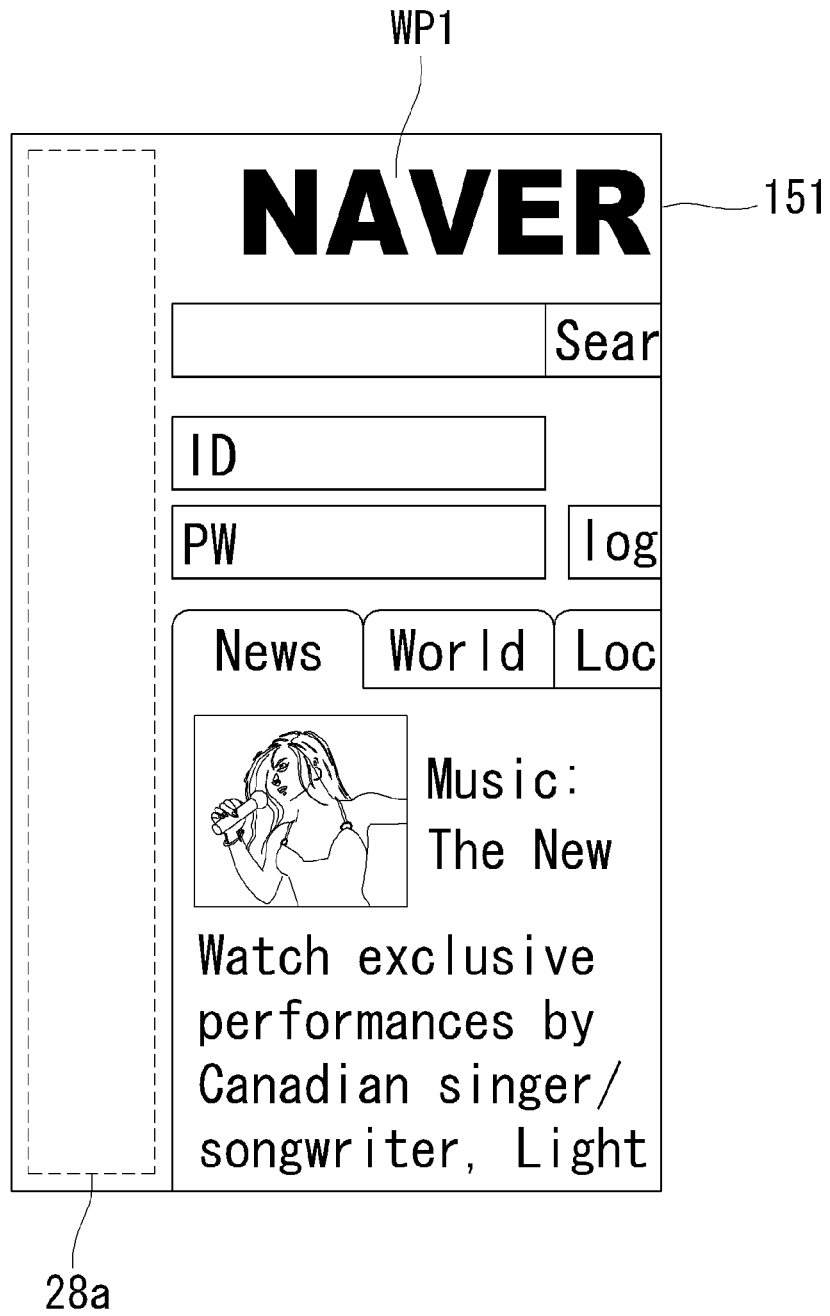 WP1
NAVER
151
Sear
ID
PW
log
News World Loc
Music:
The New
Watch exclusive
performances by
Canadian singer/
songwriter, Light
28a